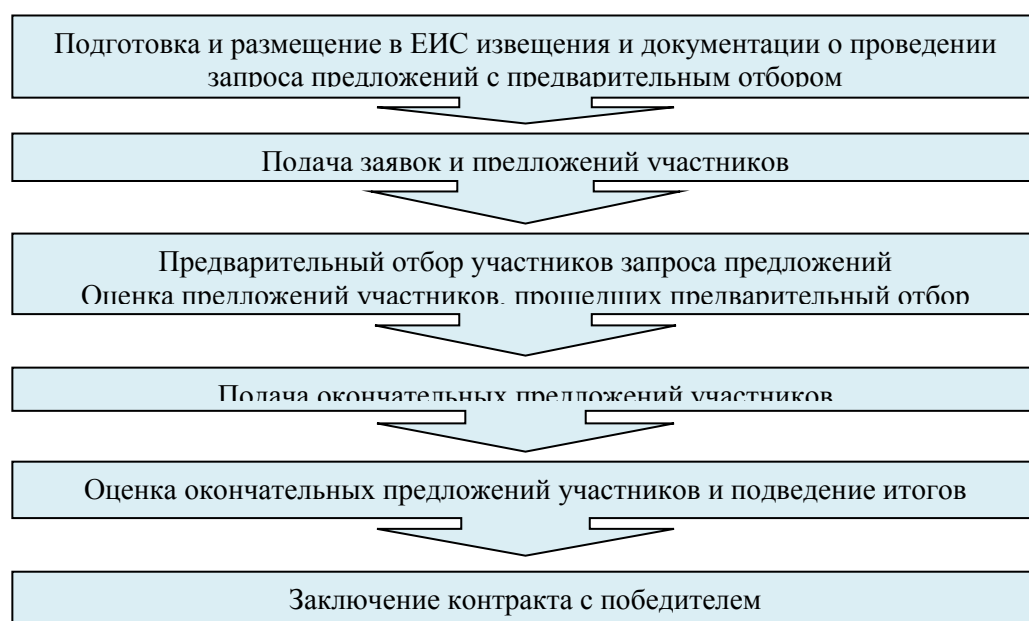 Подготовка и размещение в ЕИС извещения и документации о проведении
запроса предложений с предварительным отбором
Подача заявок и предложений участников
Предварительный отбор участников запроса предложений
Оценка предложений участников, прошедших предварительный отбор
Подача окончательных предложений участников
Оценка окончательных предложений участников и подведение итогов
Заключение контракта с победителем